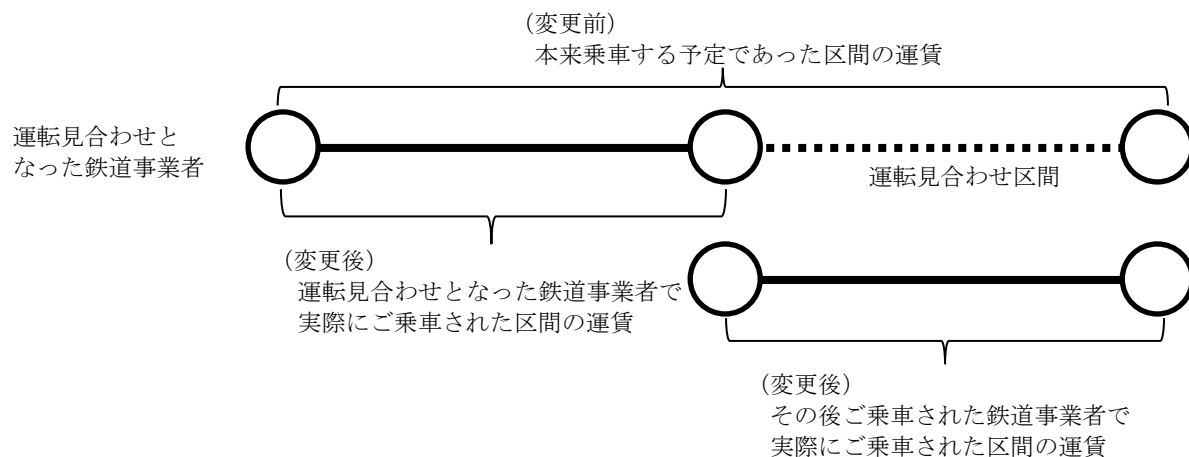 （変更前）
本来乗車する予定であった区間の運賃
運転見合わせと
なった鉄道事業者
運転見合わせ区間
（変更後）
運転見合わせとなった鉄道事業者で
実際にご乗車された区間の運賃
（変更後）
その後ご乗車された鉄道事業者で
実際にご乗車された区間の運賃